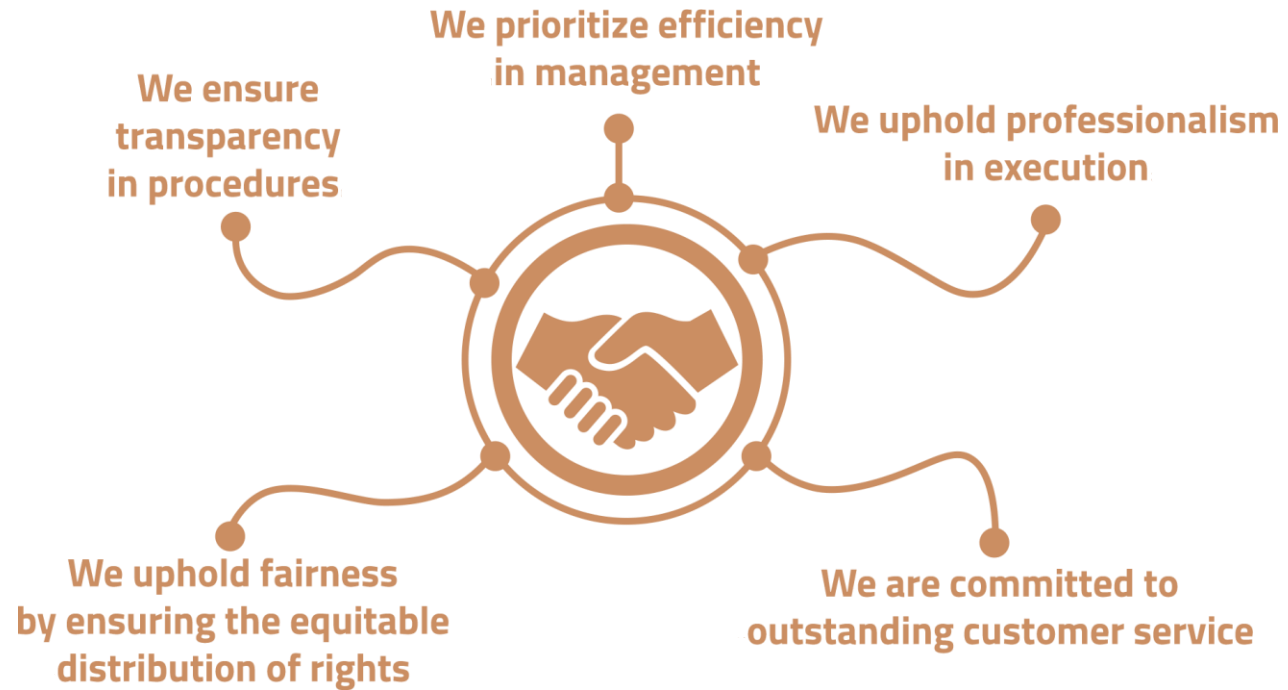 We prioritize efficiency
in management
We ensure
transparency
in procedures
We uphold professionalism
in execution
We uphold fairness
by ensuring the equitable
distribution of rights
We are committed to
outstanding customer service